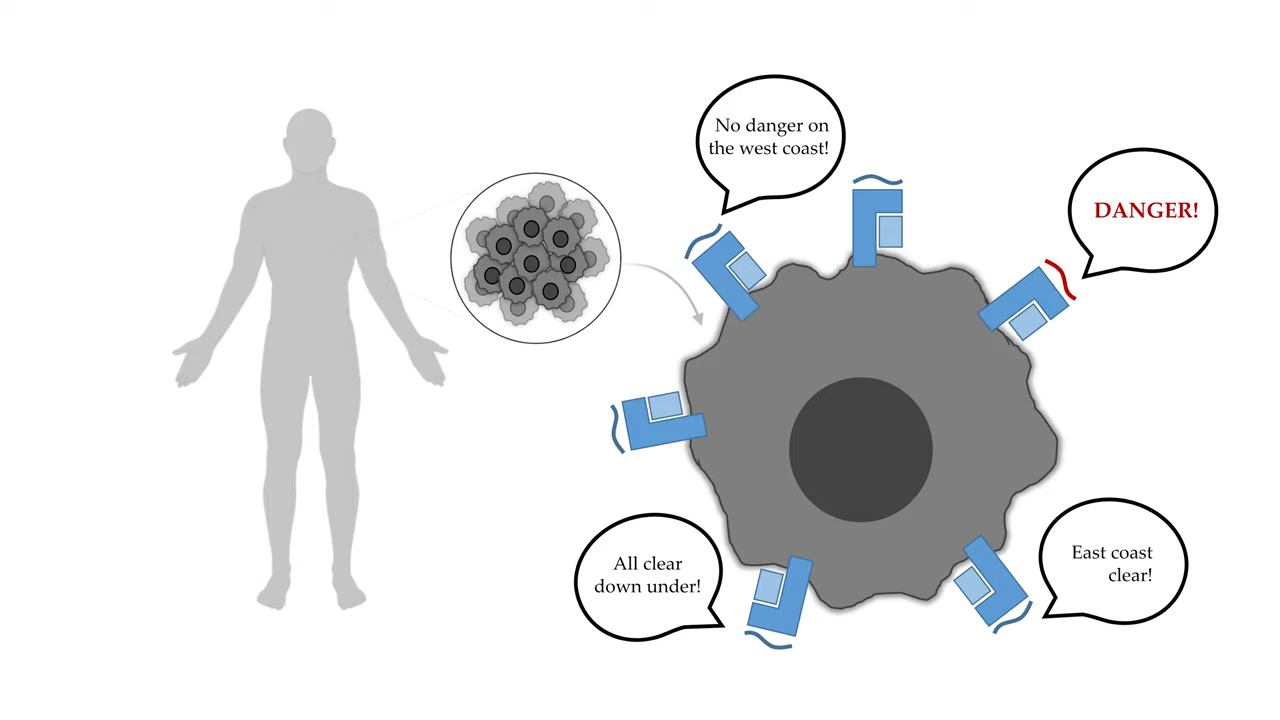 No danger on
the west coast!
DANGER!
All clear
down under!
East coast
clear!